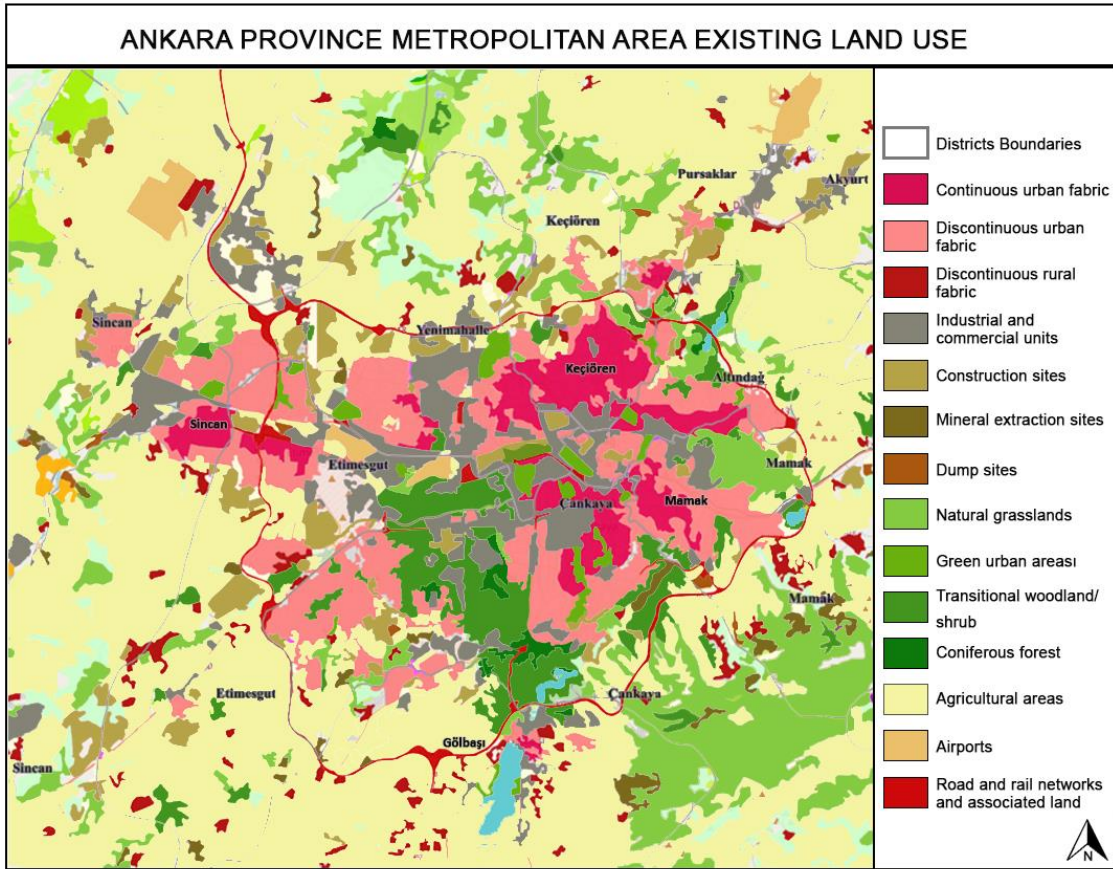 ANKARA PROVINCE METROPOLITAN AREA EXISTING LAND USE
Pursaklar
Akyurt
Keçiören
Sincan
Yenimahalle
Keçiören
Altındağ
Sincan
Etimesgut
Mamak
Çankaya
Mamak
Mamak
Etimesgut
Çankaya
Gölbaşı
Sincan
Districts Boundaries
Continuous urban fabric
Discontinuous urban
fabric
Discontinuous rural
fabric
Industrial and
commercial units
Construction sites
Mineral extraction sites
Dump sites
Natural grasslands
Green urban areası
Transitional woodland/
shrub
Coniferous forest
Agricultural areas
Airports
Road and rail networks
and associated land
N